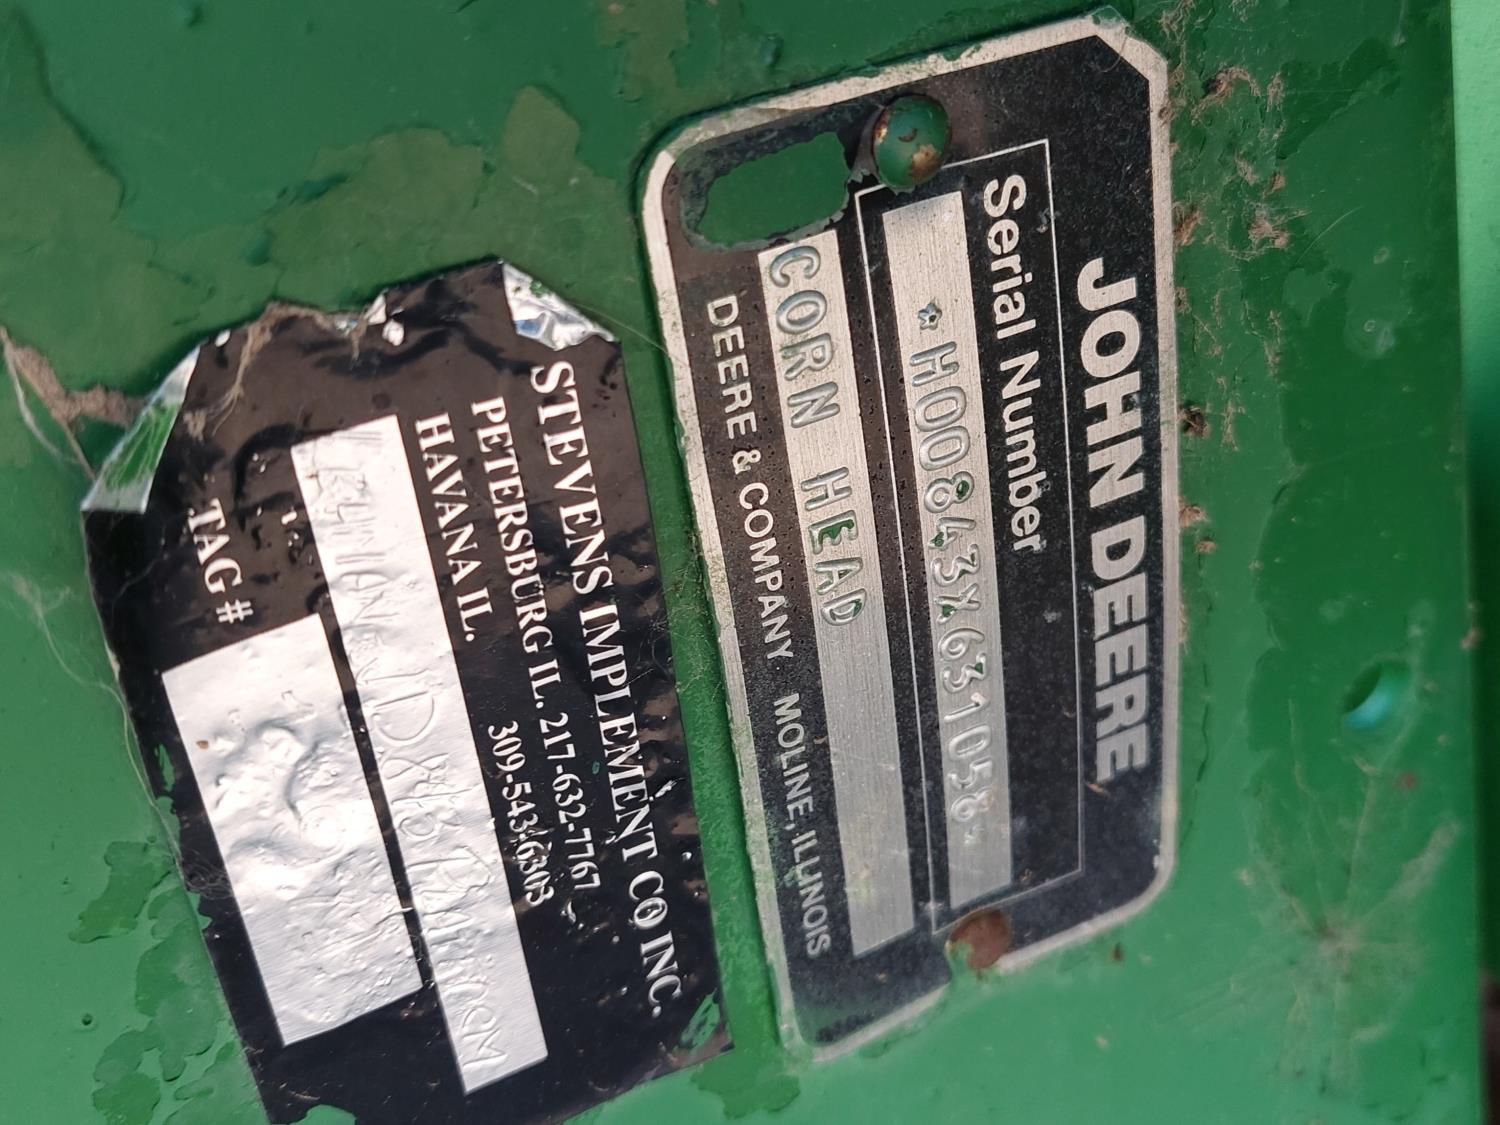 JOHN DEERE
Serial Number
*H00843X631058*
CORN HEAD
DEERE & COMPANY MOLINE, ILLINOIS
STEVENS IMPLEMENT CO INC.
PETERSBURG IL. 217-632-7767
HAVANA IL. 309-543-6303
TAG #